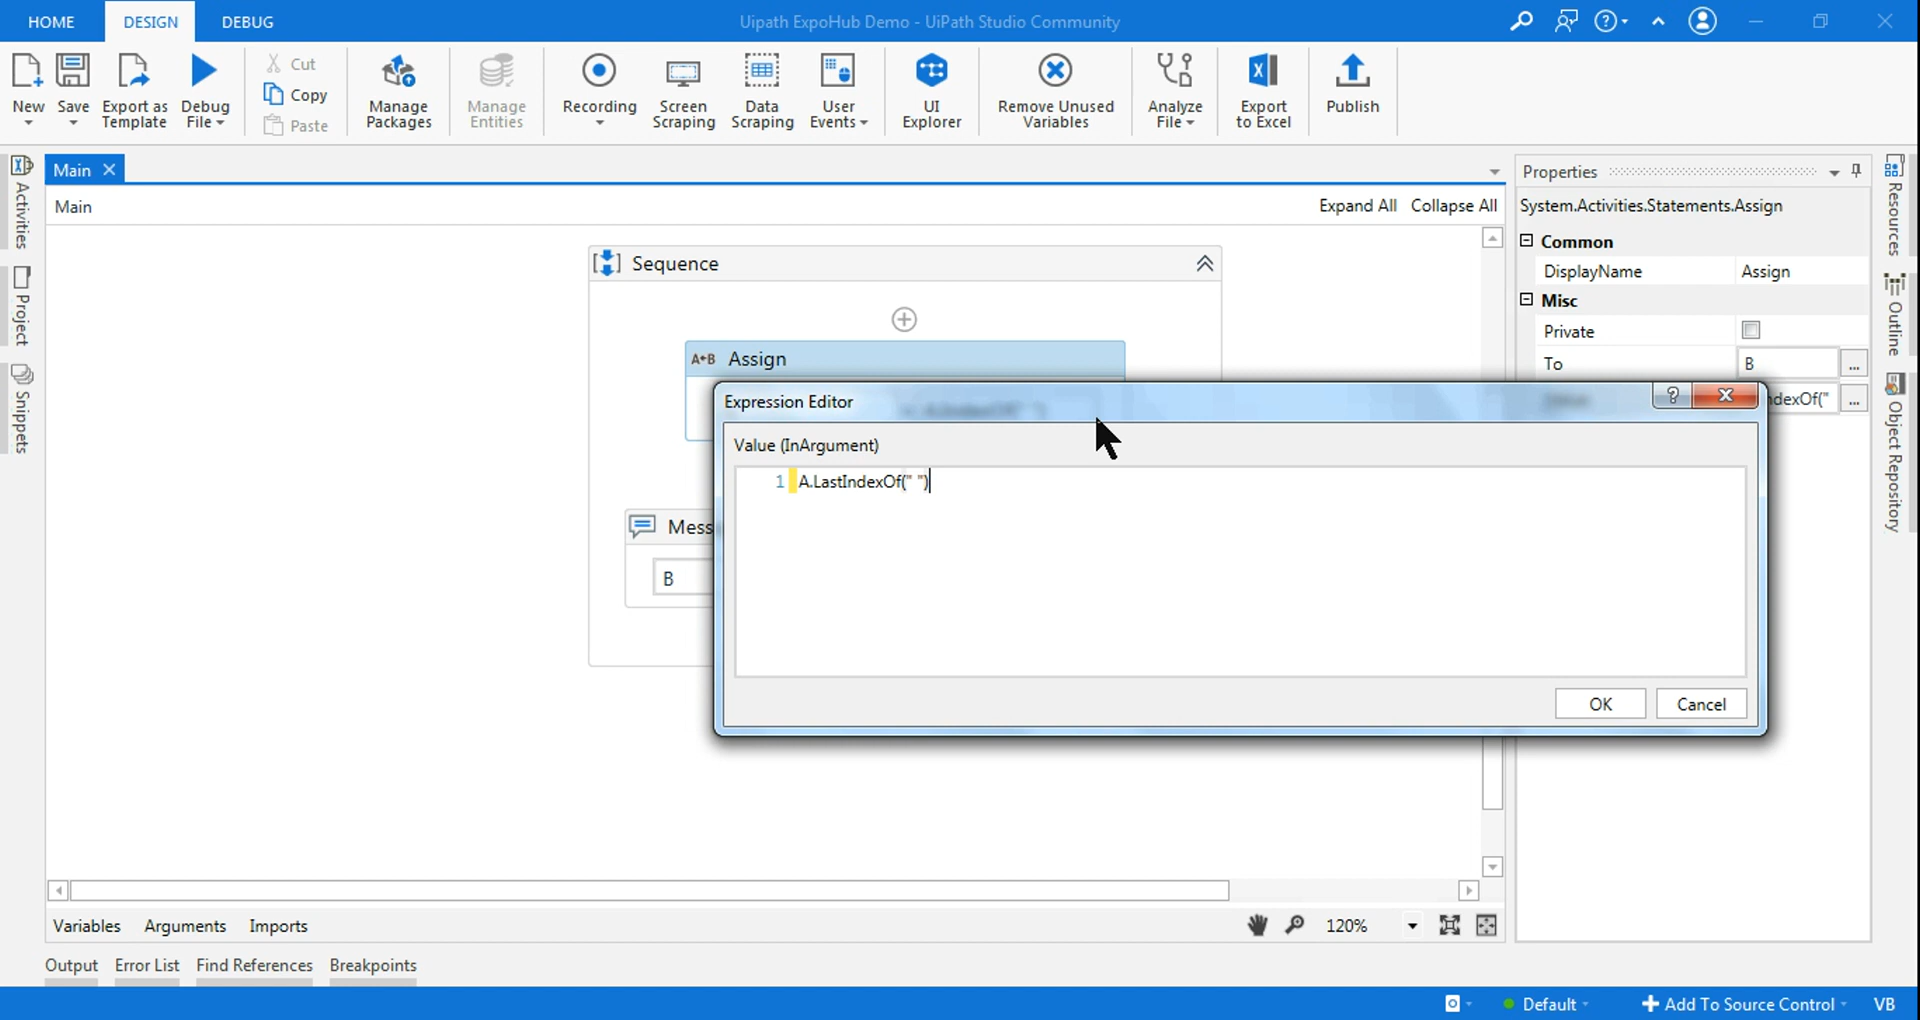 HOME DESIGN DEBUG Uipath ExpoHub Demo - UiPath Studio Community
New
Save
Export as
Template
Debug
File
Cut
Copy
Paste
Manage
Packages
Manage
Entities
Recording
Screen
Scraping
Data
Scraping
User
Events
UI
Explorer
Remove Unused
Variables
Analyze
File
Export
to Excel
Publish
Activities
Project
Snippets
Main
Main Expand All Collapse All
Sequence
A+B Assign
Mess
B
Expression Editor
Value (InArgument)
1 A.LastIndexOf(" ")
OK Cancel
Properties
System.Activities.Statements.Assign
Common
DisplayName Assign
Misc
Private
To B ...
ndexOf(" ...
Resources
Outline
Object Repository
Variables Arguments Imports 120%
Output Error List Find References Breakpoints
Default Add To Source Control VB